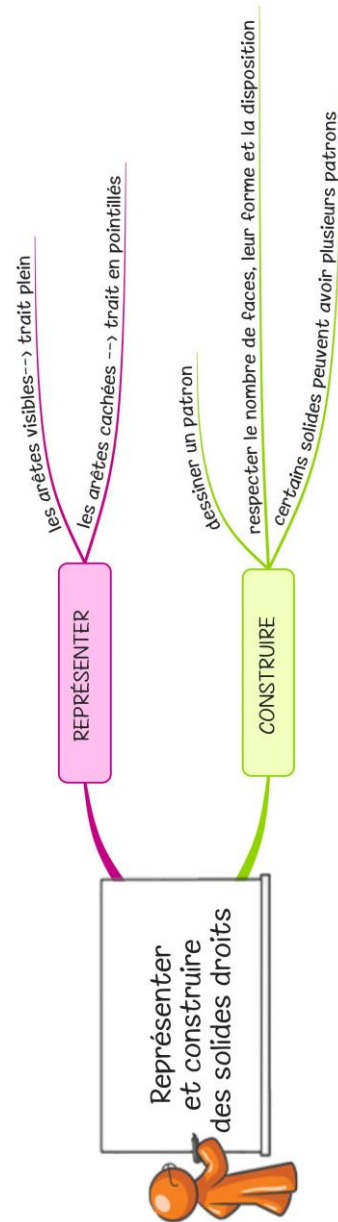 Représenter
et construire
des solides droits
REPRÉSENTER
les arêtes visibles--> trait plein
les arêtes cachées --> trait en pointillés
CONSTRUIRE
dessiner un patron
respecter le nombre de faces, leur forme et la disposition
certains solides peuvent avoir plusieurs patrons